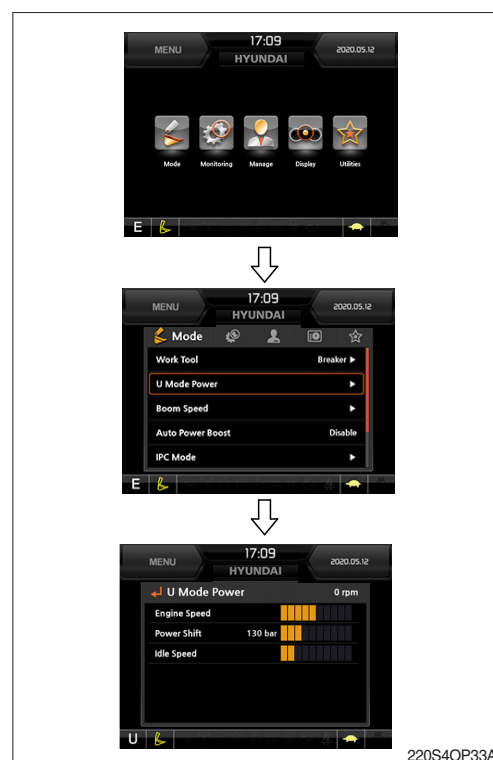 MENU 17:09 2020.05.12
HYUNDAI
Mode Monitoring Manage Display Utilities
E
MENU 17:09 2020.05.12
HYUNDAI
Mode
Work Tool Breaker ▶
U Mode Power ▶
Boom Speed ▶
Auto Power Boost Disable
IPC Mode ▶
E
MENU 17:09 2020.05.12
HYUNDAI
U Mode Power 0 rpm
Engine Speed
Power Shift 130 bar
Idle Speed
U
220S4OP33A